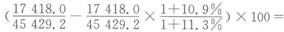 (17 418.0/45 429.2 − 17 418.0/45 429.2 × 1+10.9%/1+11.3%) × 100=